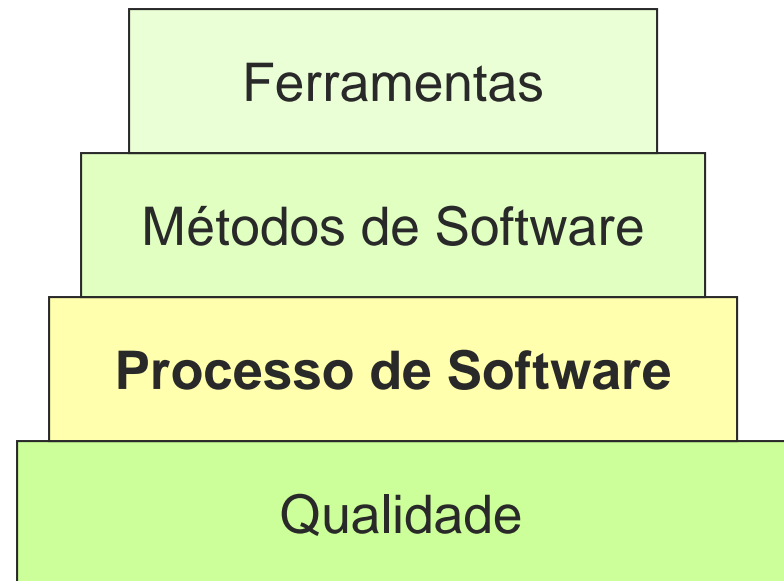 Ferramentas
Métodos de Software
Processo de Software
Qualidade